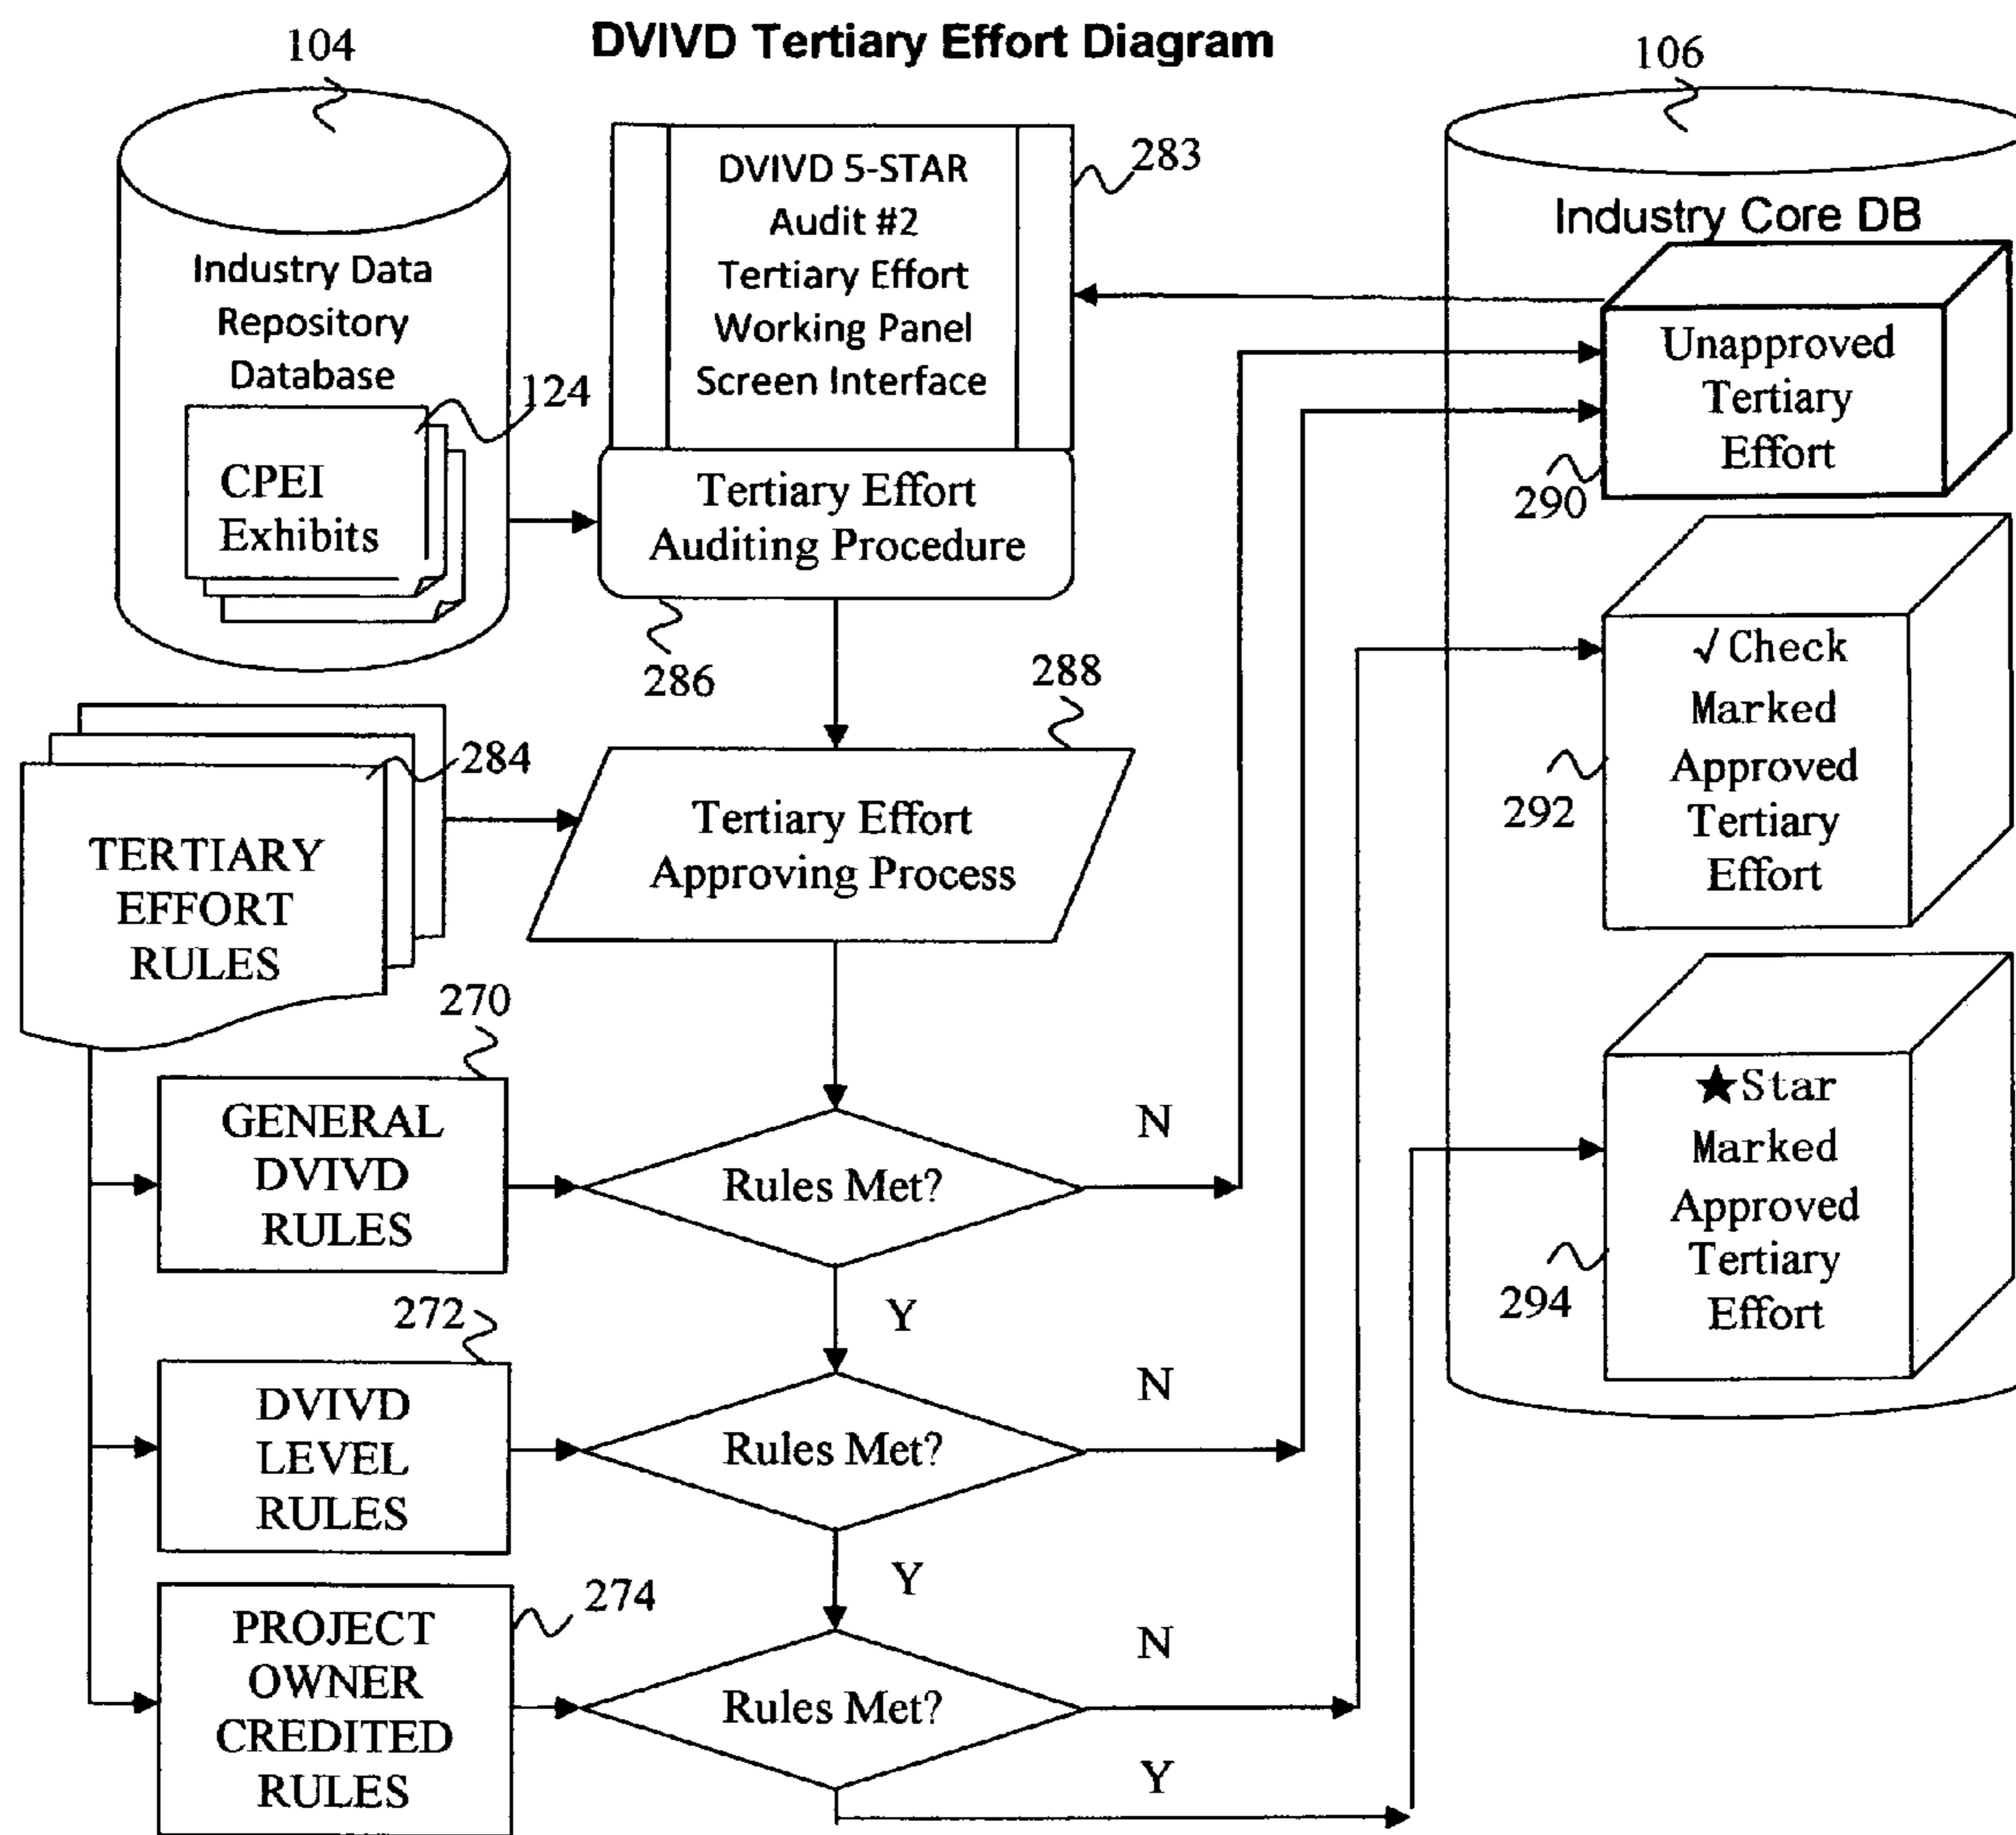 DVIVD Tertiary Effort Diagram
104
106
283
DVIVD 5-STAR
Audit #2
Tertiary Effort
Working Panel
Screen Interface
Industry Core DB
Industry Data
Repository
Database
124
CPEI
Exhibits
Tertiary Effort
Auditing Procedure
286
Unapproved
Tertiary
Effort
290
√Check
Marked
Approved
Tertiary
Effort
292
288
284
TERTIARY
EFFORT
RULES
Tertiary Effort
Approving Process
★Star
Marked
Approved
Tertiary
Effort
294
270
GENERAL
DVIVD
RULES
Rules Met?
N
Y
272
DVIVD
LEVEL
RULES
Rules Met?
N
Y
274
PROJECT
OWNER
CREDITED
RULES
Rules Met?
N
Y